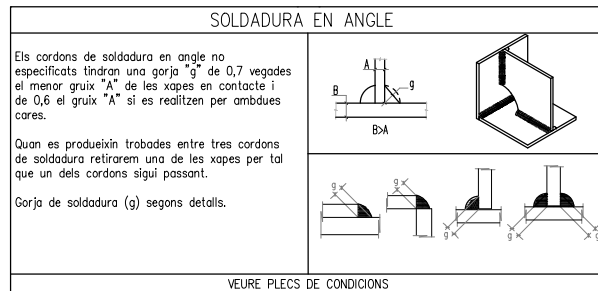 SOLDADURA EN ANGLE
Els cordons de soldadura en angle no
especificats tindran una gorja "g" de 0,7 vegades
el menor gruix "A" de les xapes en contacte i
de 0,6 el gruix "A" si es realitzen per ambdues
cares.
Quan es produeixin trobades entre tres cordons
de soldadura retirarem una de les xapes per tal
que un dels cordons sigui passant.
Gorja de soldadura (g) segons detalls.
A
g
B
B>A
g
g
g
g
g
VEURE PLECS DE CONDICIONS